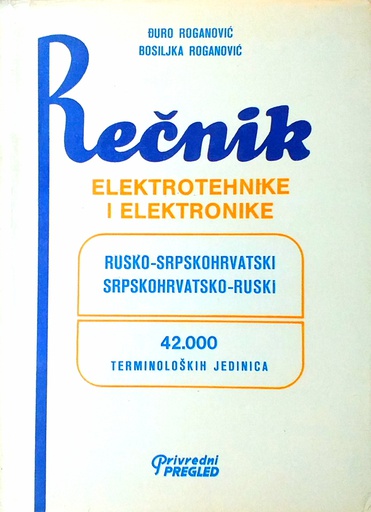 ĐURO ROGANOVIĆ
BOSILJKA ROGANOVIĆ
Rečnik
ELEKTROTEHNIKE
I ELEKTRONIKE
RUSKO-SRPSKOHRVATSKI
SRPSKOHRVATSKO-RUSKI
42.000
TERMINOLOŠKIH JEDINICA
Privredni
PREGLED